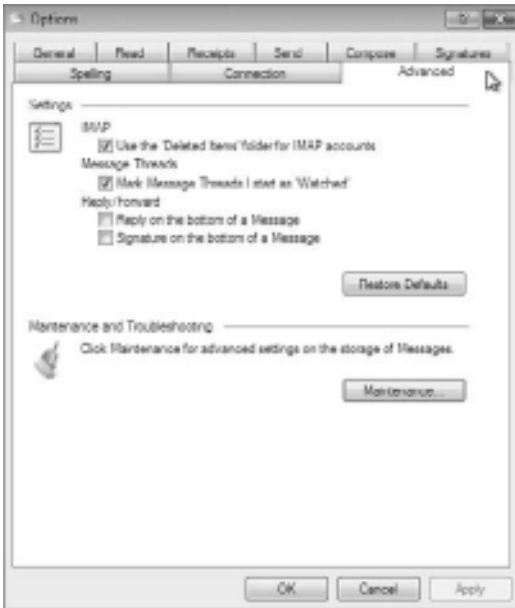 Options
General Read Receipts Send Compose Signatures
Spelling Connection Advanced
Settings
IMAP
Use the 'Deleted Items' folder for IMAP accounts
Message Threads
Mark Message Threads I start as 'Watched'
Reply/Forward
Reply on the bottom of a Message
Signature on the bottom of a Message
Restore Defaults
Maintenance and Troubleshooting
Click Maintenance for advanced settings on the storage of Messages.
Maintenance...
OK Cancel Apply